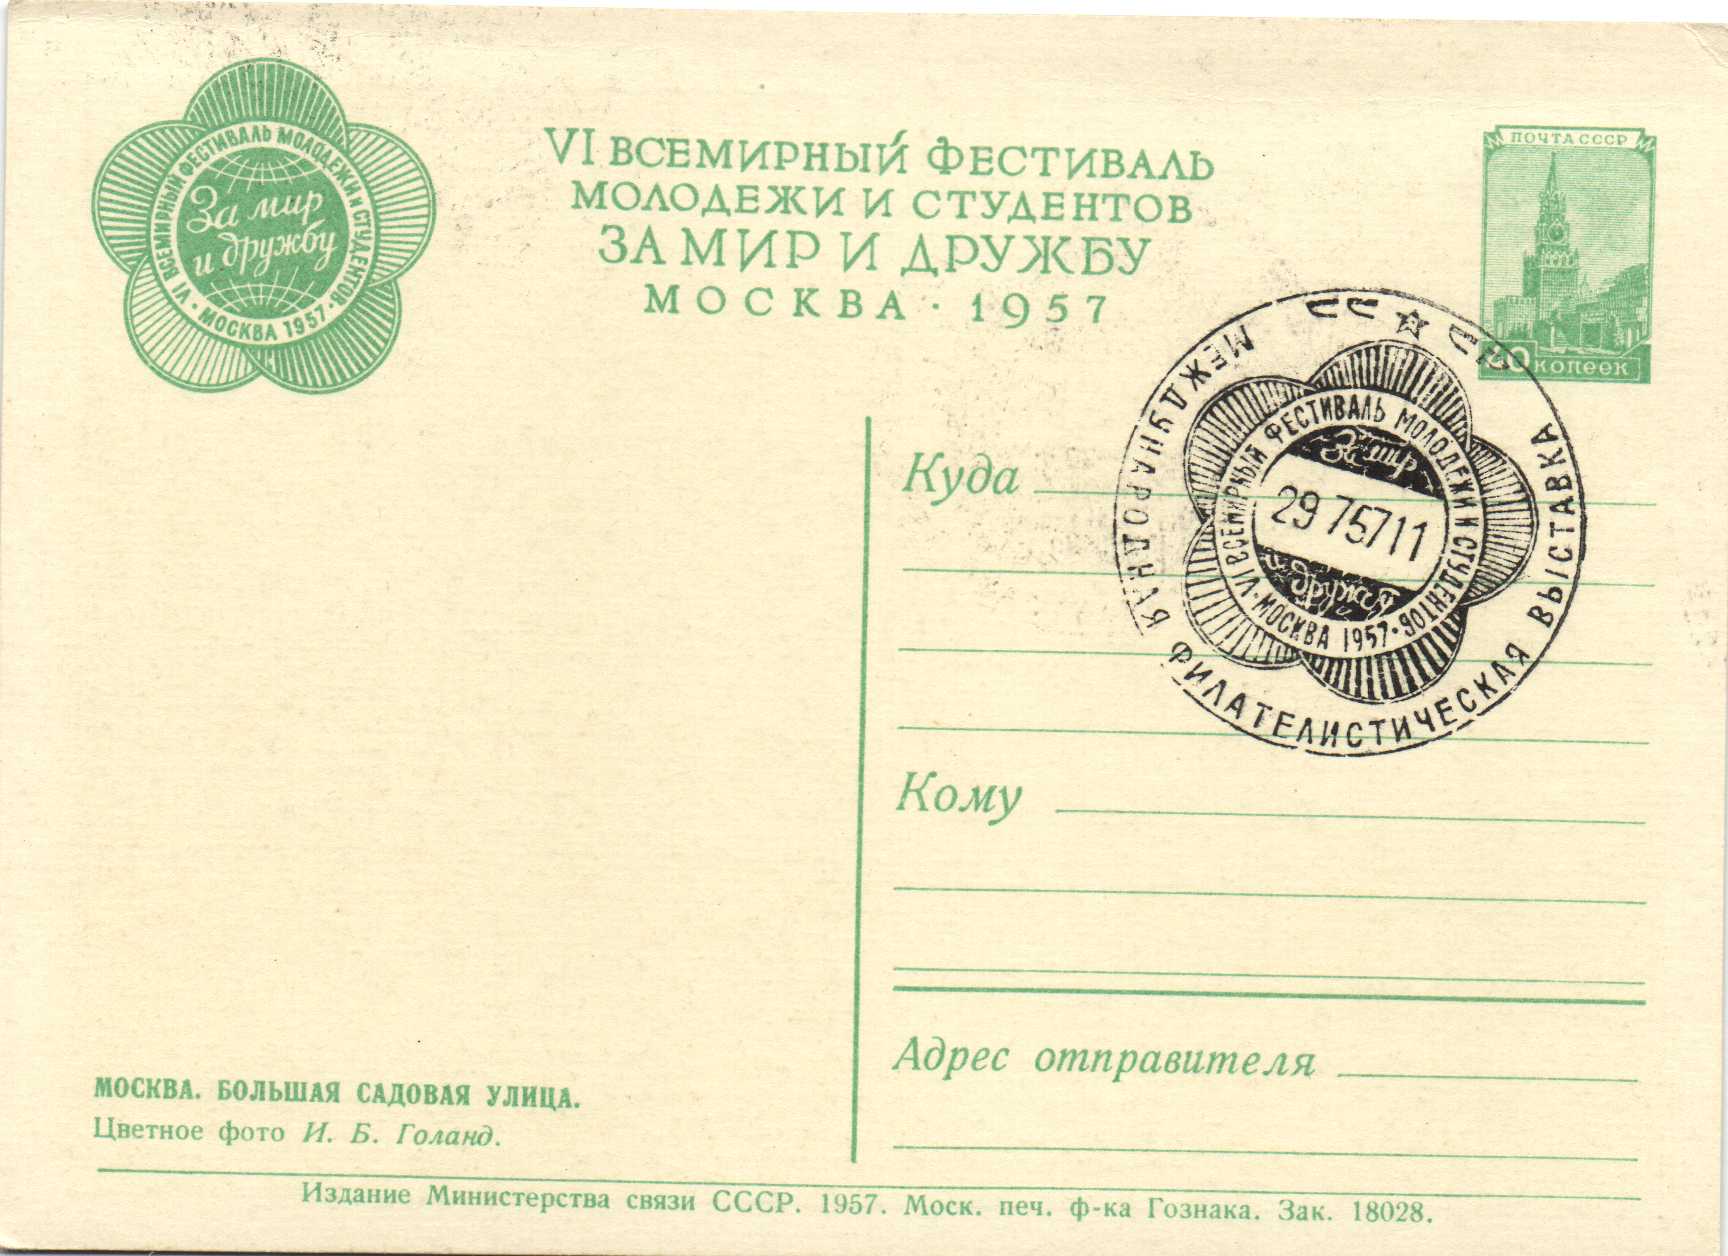 VI ВСЕМИРНЫЙ ФЕСТИВАЛЬ МОЛОДЕЖИ И СТУДЕНТОВ
· МОСКВА 1957 ·
За мир
и дружбу
VI ВСЕМИРНЫЙ ФЕСТИВАЛЬ
МОЛОДЕЖИ И СТУДЕНТОВ
ЗА МИР И ДРУЖБУ
МОСКВА · 1957
ПОЧТА СССР
КОПЕЕК
МЕЖДУНАРОДНАЯ ФИЛАТЕЛИСТИЧЕСКАЯ ВЫСТАВКА
VI ВСЕМИРНЫЙ ФЕСТИВАЛЬ МОЛОДЕЖИ И СТУДЕНТОВ
· МОСКВА 1957 ·
За мир
29 7 57 11
и дружбу
Куда
Кому
Адрес отправителя
МОСКВА. БОЛЬШАЯ САДОВАЯ УЛИЦА.
Цветное фото И. Б. Голанд.
Издание Министерства связи СССР. 1957. Моск. печ. ф-ка Гознака. Зак. 18028.